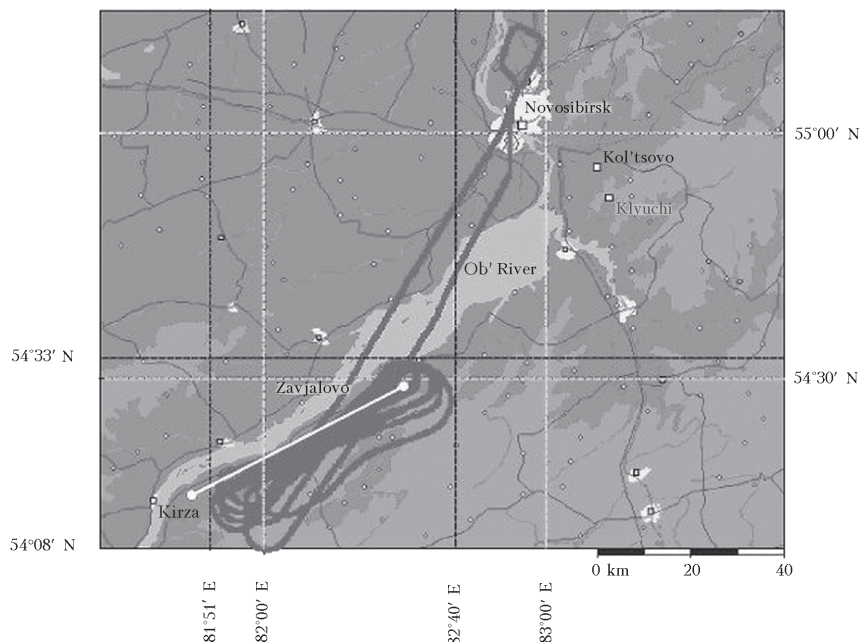 Novosibirsk
55°00′ N
Kol’tsovo
Klyuchi
Ob’ River
54°33′ N
54°30′ N
Zavjalovo
Kirza
54°08′ N
0 km 20 40
81°51′ E
82°00′ E
82°40′ E
83°00′ E